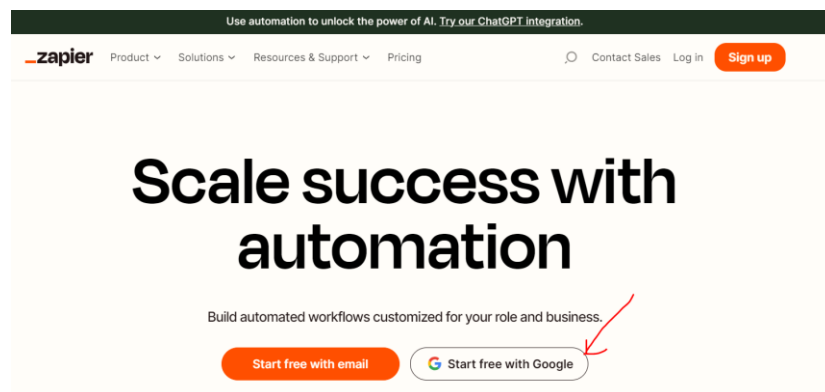 Use automation to unlock the power of AI. Try our ChatGPT integration.
_zapier Product Solutions Resources & Support Pricing Contact Sales Log in Sign up
Scale success with
automation
Build automated workflows customized for your role and business.
Start free with email Start free with Google